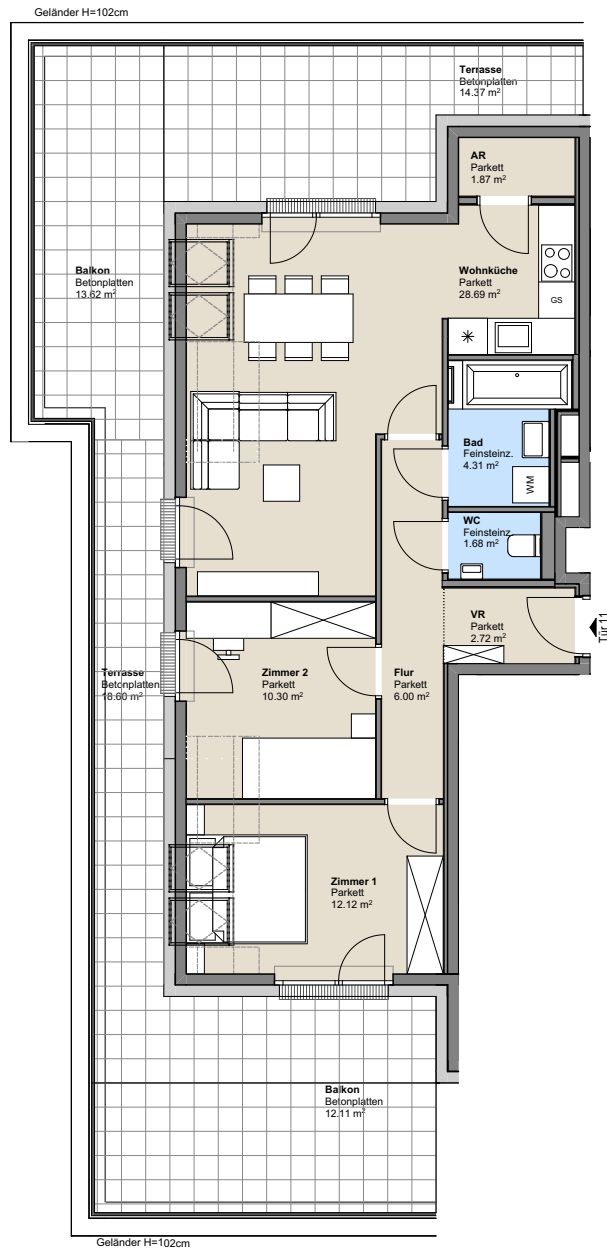 Geländer H=102cm
Terrasse
Betonplatten
14.37 m²
AR
Parkett
1.87 m²
Balkon
Betonplatten
13.62 m²
Wohnküche
Parkett
28.69 m²
GS
Bad
Feinsteinz.
4.31 m²
WM
WC
Feinsteinz.
1.68 m²
VR
Parkett
2.72 m²
Tür 11
Terrasse
Betonplatten
18.60 m²
Zimmer 2
Parkett
10.30 m²
Flur
Parkett
6.00 m²
Zimmer 1
Parkett
12.12 m²
Balkon
Betonplatten
12.11 m²
Geländer H=102cm